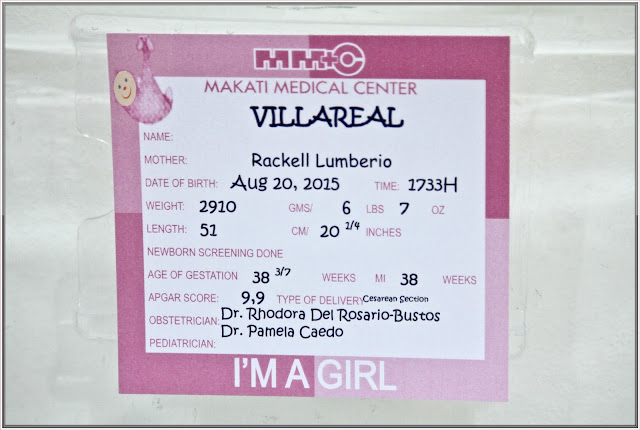 MM+C
MAKATI MEDICAL CENTER
VILLAREAL
NAME:
MOTHER: Rackell Lumberio
DATE OF BIRTH: Aug 20, 2015 TIME: 1733H
WEIGHT: 2910 GMS/ 6 LBS 7 OZ
LENGTH: 51 CM/ 20 1/4 INCHES
NEWBORN SCREENING DONE
AGE OF GESTATION 38 3/7 WEEKS MI 38 WEEKS
APGAR SCORE: 9,9 TYPE OF DELIVERY Cesarean Section
OBSTETRICIAN: Dr. Rhodora Del Rosario-Bustos
Dr. Pamela Caedo
PEDIATRICIAN:
I'M A GIRL